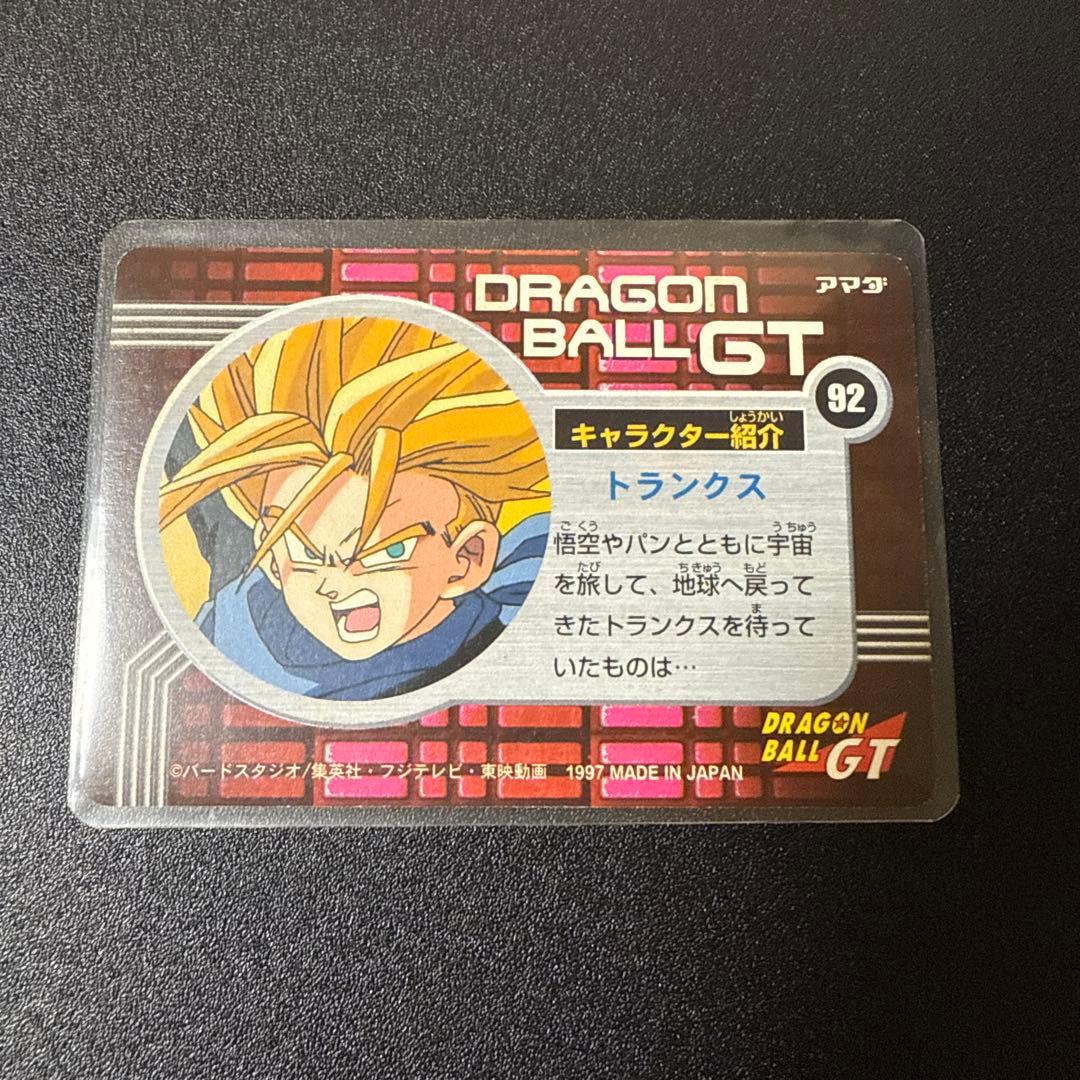 DRAGON
BALL GT
アマダ
92
しょうかい
キャラクター紹介
トランクス
ごくう うちゅう
悟空やパンとともに宇宙
たび ちきゅう もど
を旅して、地球へ戻って
ま
きたトランクスを待って
いたものは…
DRAGON
BALL GT
©バードスタジオ/集英社・フジテレビ・東映動画 1997 MADE IN JAPAN